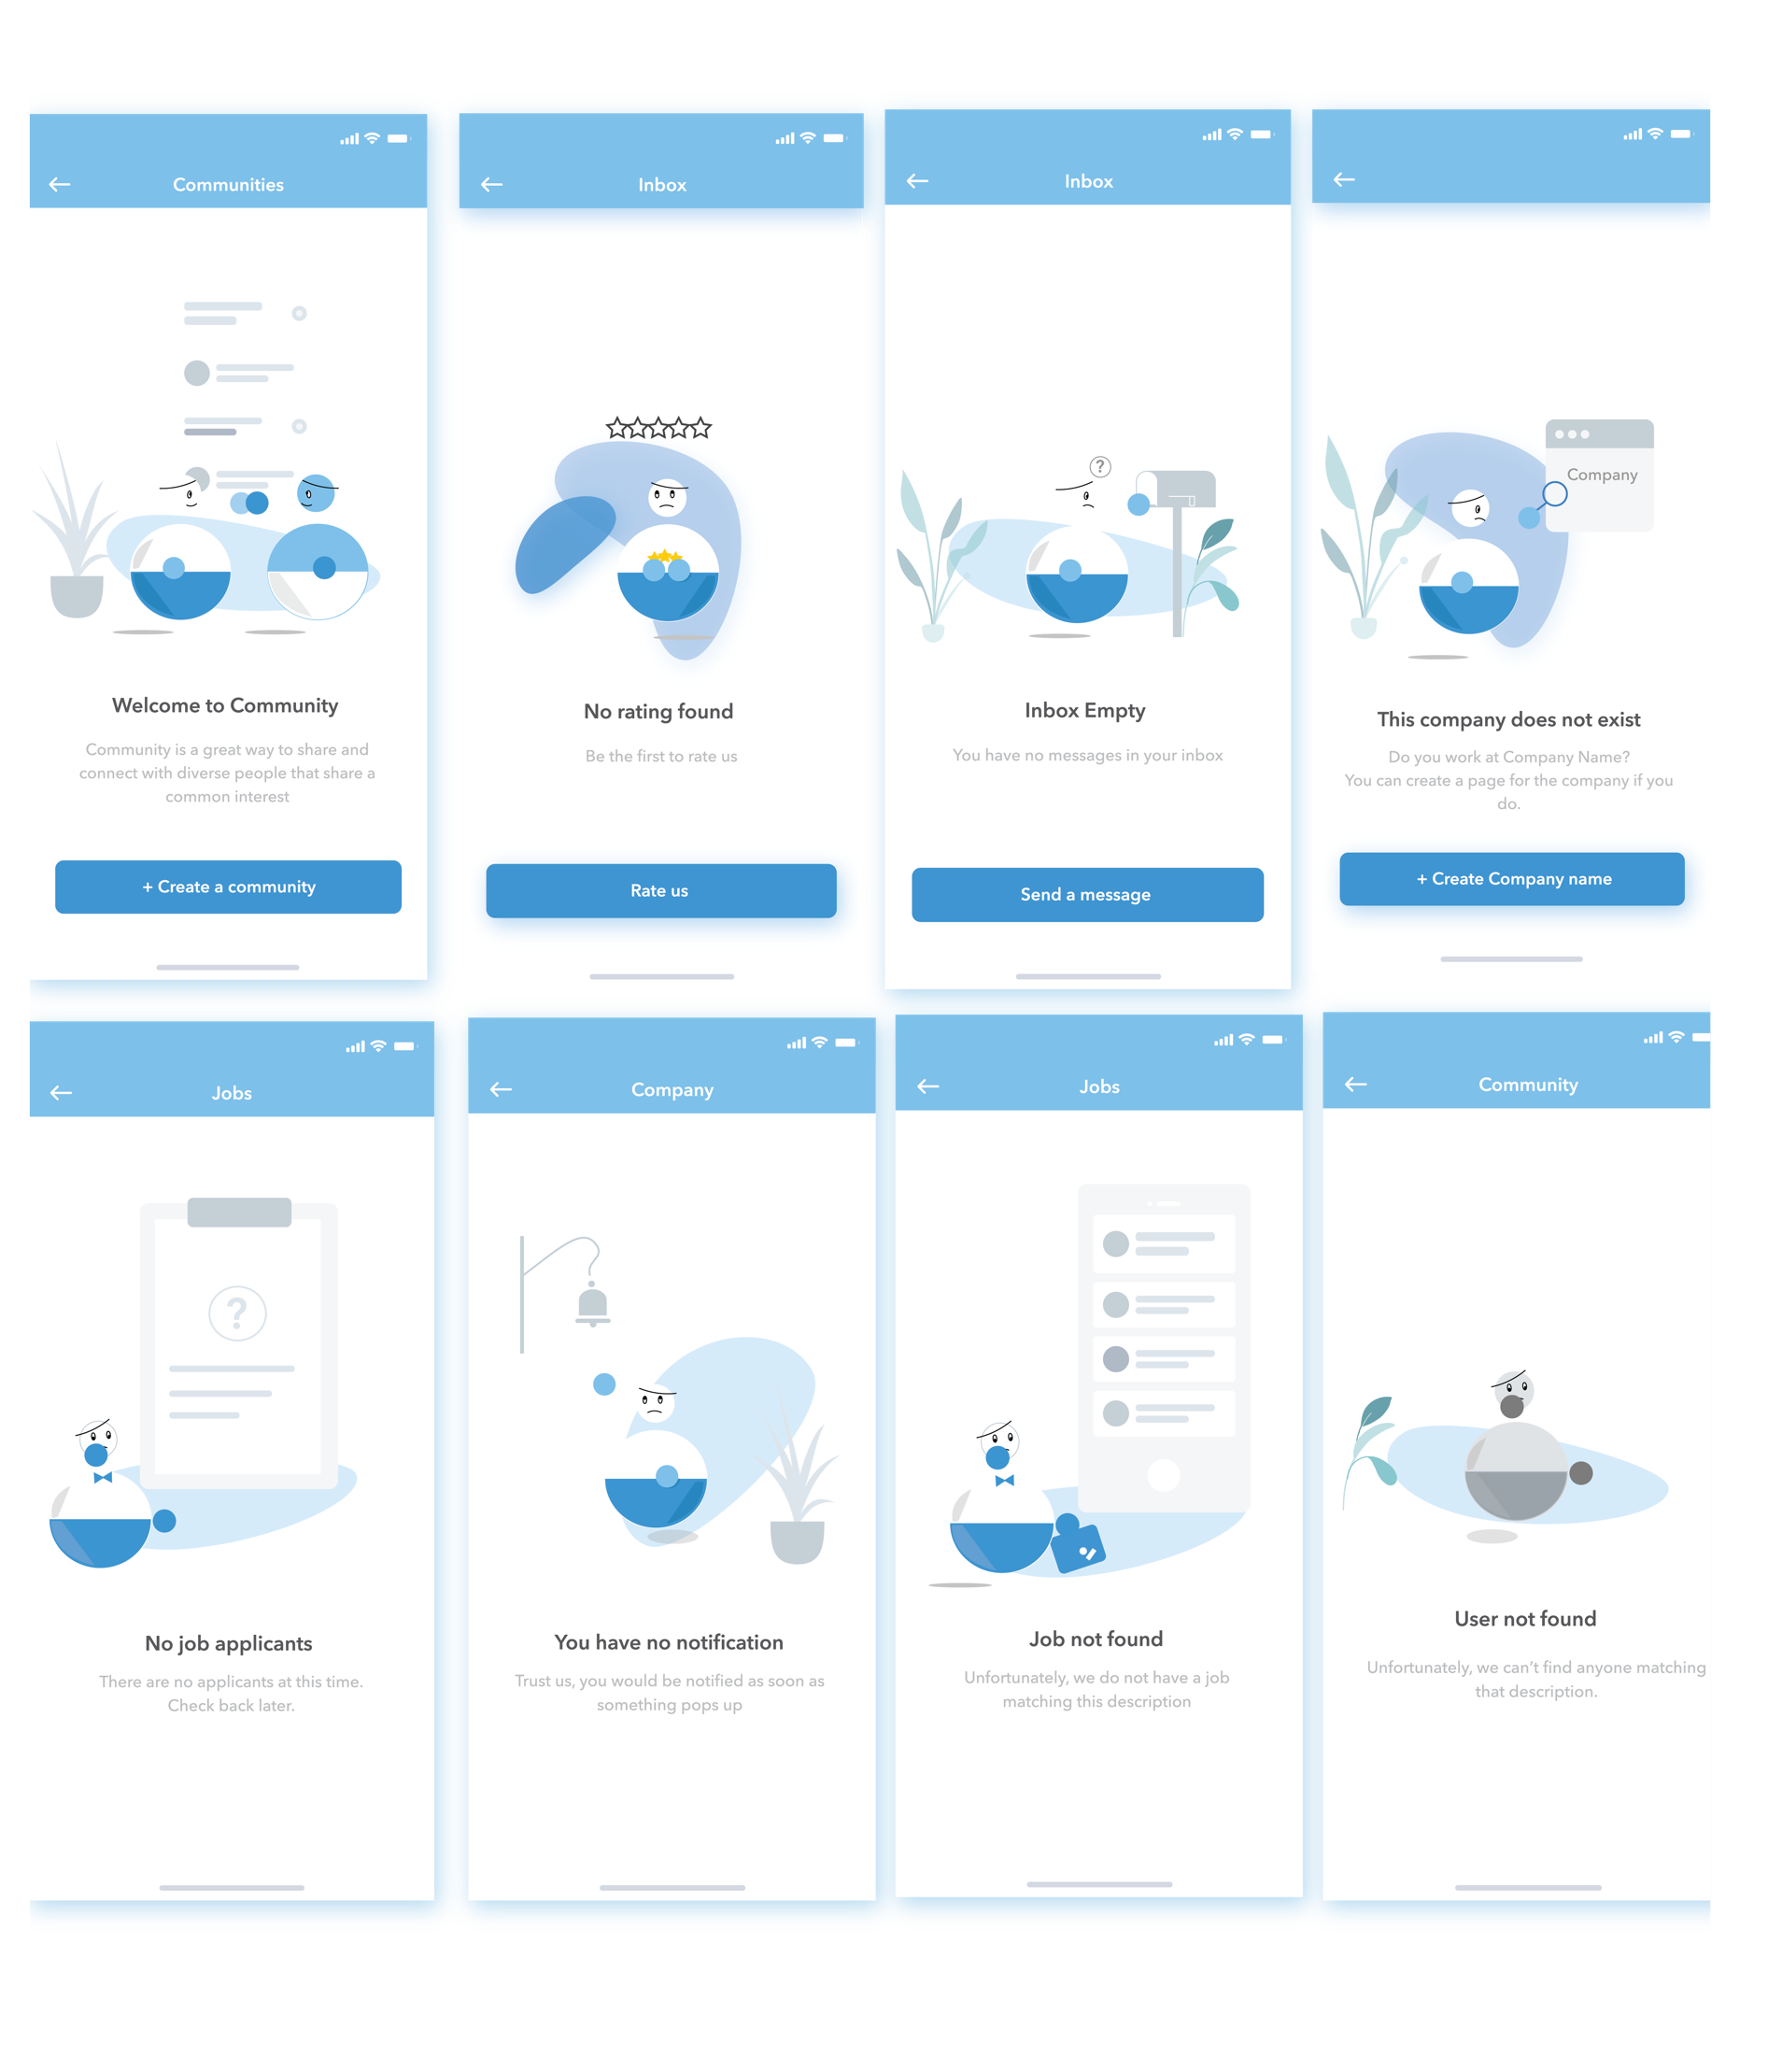 Communities
Welcome to Community
Community is a great way to share and
connect with diverse people that share a
common interest
+ Create a community
Inbox
No rating found
Be the first to rate us
Rate us
Inbox
?
Inbox Empty
You have no messages in your inbox
Send a message
Company
This company does not exist
Do you work at Company Name?
You can create a page for the company if you
do.
+ Create Company name
Jobs
?
No job applicants
There are no applicants at this time.
Check back later.
Company
You have no notification
Trust us, you would be notified as soon as
something pops up
Jobs
Job not found
Unfortunately, we do not have a job
matching this description
Community
User not found
Unfortunately, we can’t find anyone matching
that description.